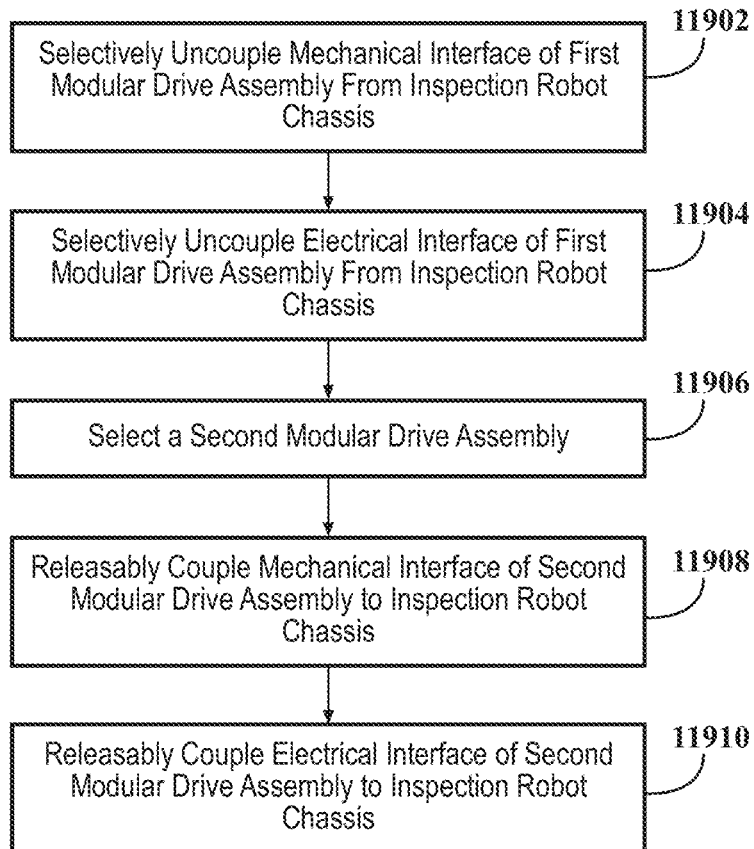 11902
Selectively Uncouple Mechanical Interface of First
Modular Drive Assembly From Inspection Robot
Chassis
11904
Selectively Uncouple Electrical Interface of First
Modular Drive Assembly From Inspection Robot
Chassis
11906
Select a Second Modular Drive Assembly
11908
Releasably Couple Mechanical Interface of Second
Modular Drive Assembly to Inspection Robot
Chassis
11910
Releasably Couple Electrical Interface of Second
Modular Drive Assembly to Inspection Robot
Chassis